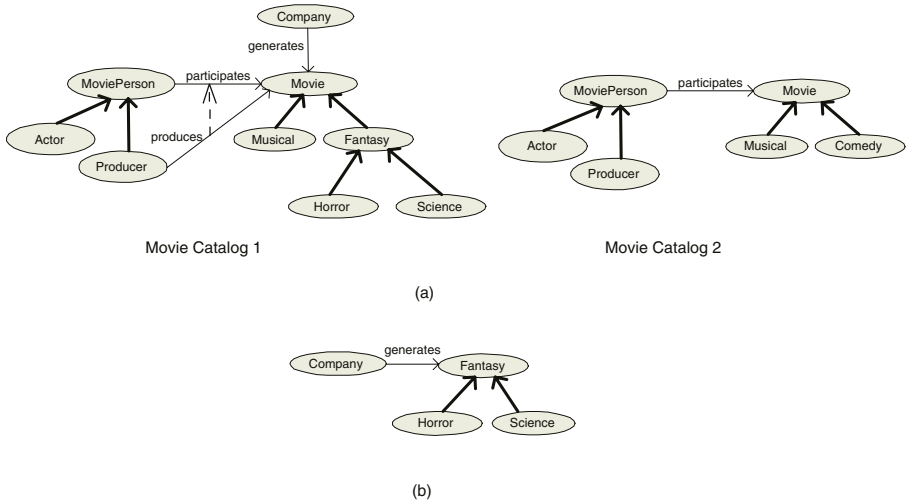 Company
generates
MoviePerson
participates
Movie
Actor
produces
Musical
Fantasy
Producer
Horror
Science
Movie Catalog 1
MoviePerson
participates
Movie
Actor
Musical
Comedy
Producer
Movie Catalog 2
(a)
Company
generates
Fantasy
Horror
Science
(b)